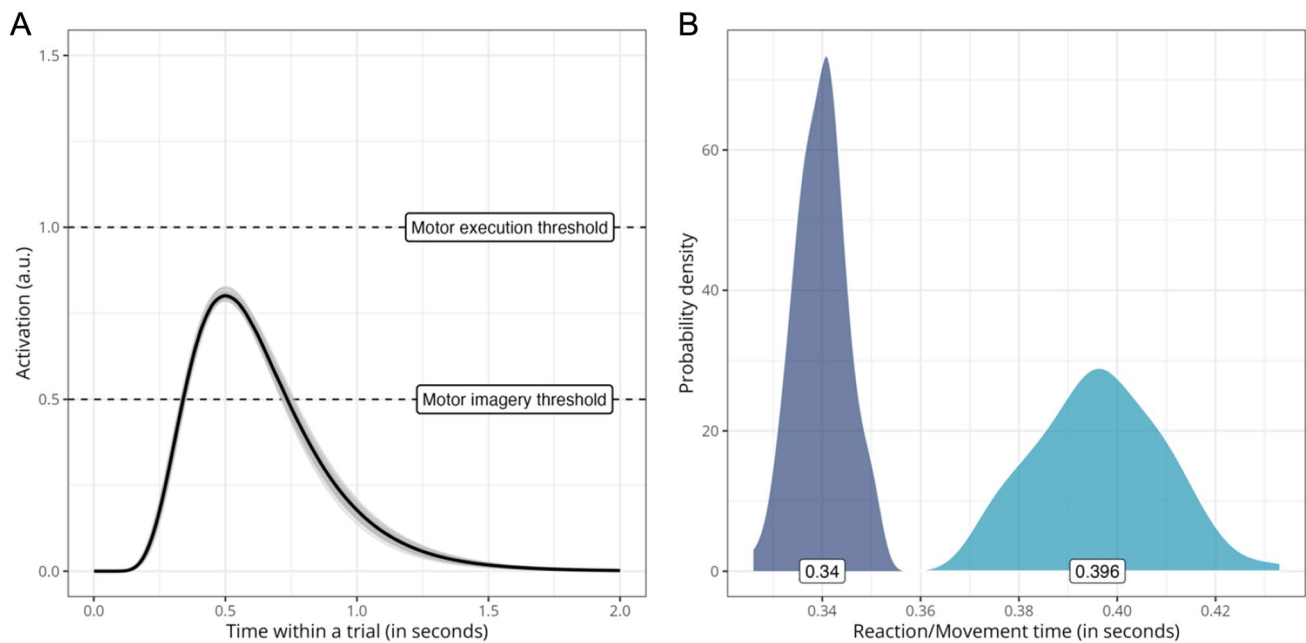 A
1.5
1.0
0.5
0.0
Activation (a.u.)
Motor execution threshold
Motor imagery threshold
0.0
0.5
1.0
1.5
2.0
Time within a trial (in seconds)
B
60
40
20
0
Probability density
0.34
0.396
0.34
0.36
0.38
0.40
0.42
Reaction/Movement time (in seconds)